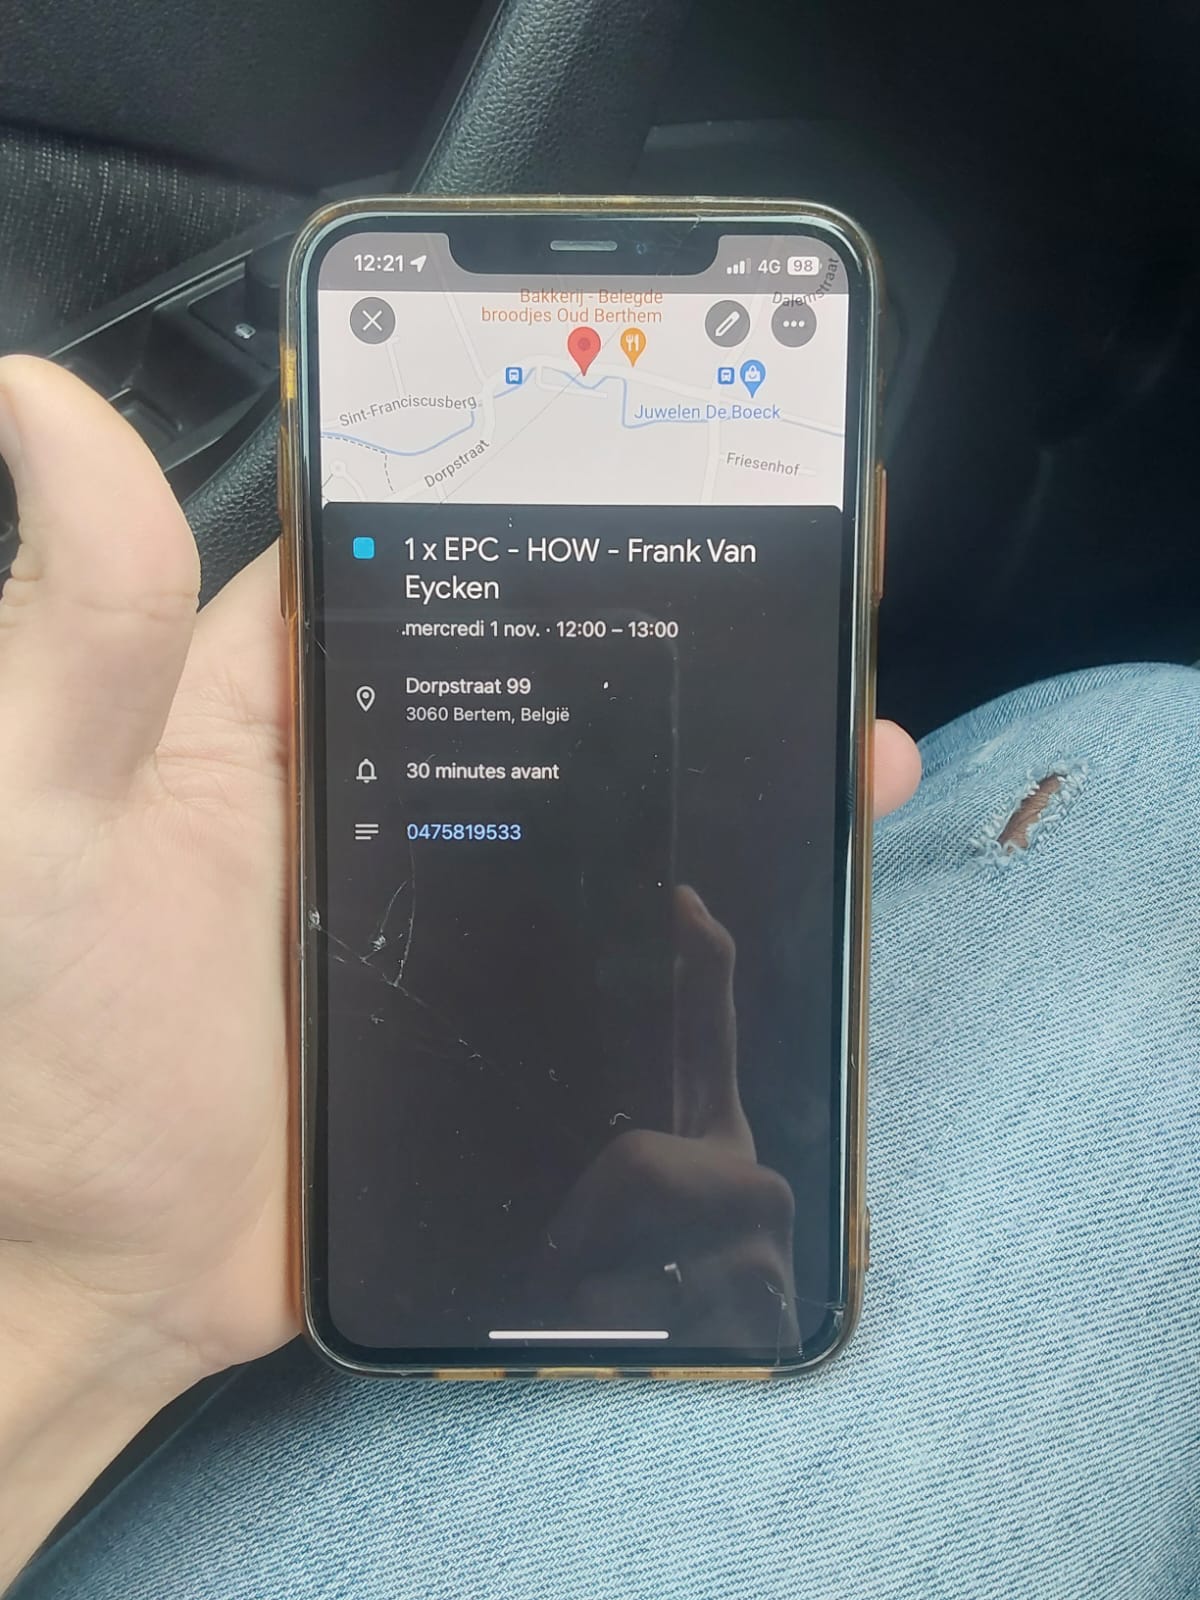 12:21
4G 98
Dalemstraat
Bakkerij - Belegde
broodjes Oud Berthem
Juwelen De Boeck
Sint-Franciscusberg
Dorpstraat
Friesenhof
1 x EPC - HOW - Frank Van
Eycken
mercredi 1 nov. · 12:00 – 13:00
Dorpstraat 99
3060 Bertem, België
30 minutes avant
0475819533